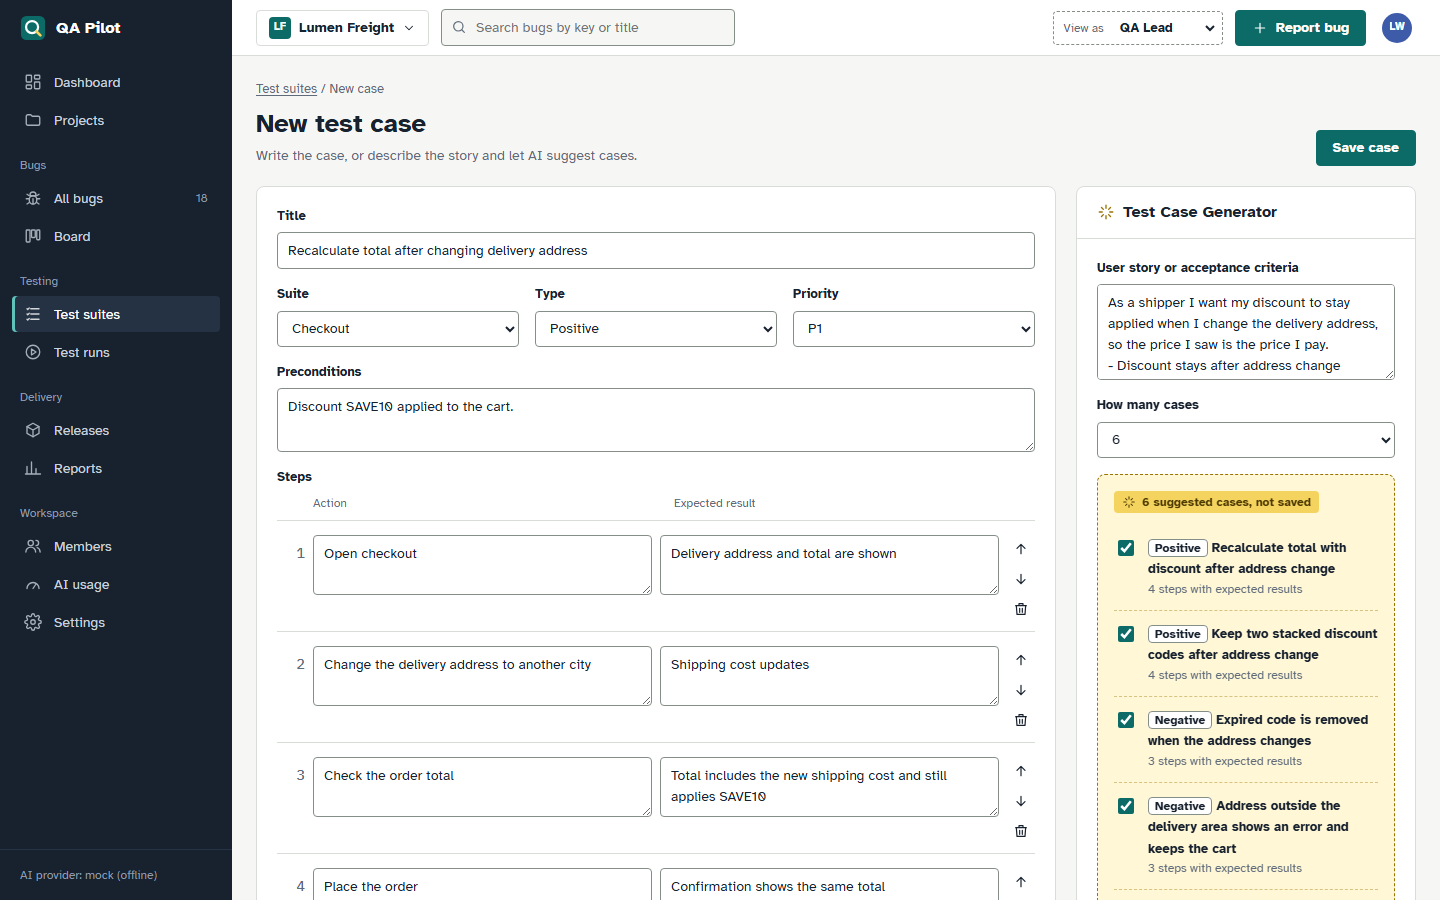 QA Pilot
Dashboard
Projects
Bugs
All bugs 18
Board
Testing
Test suites
Test runs
Delivery
Releases
Reports
Workspace
Members
AI usage
Settings
AI provider: mock (offline)
LF Lumen Freight
Search bugs by key or title
View as QA Lead
Report bug
LW
Test suites / New case
New test case
Write the case, or describe the story and let AI suggest cases.
Save case
Title
Recalculate total after changing delivery address
Suite Type Priority
Checkout Positive P1
Preconditions
Discount SAVE10 applied to the cart.
Steps
Action Expected result
1 Open checkout Delivery address and total are shown
2 Change the delivery address to another city Shipping cost updates
3 Check the order total Total includes the new shipping cost and still
applies SAVE10
4 Place the order Confirmation shows the same total
Test Case Generator
User story or acceptance criteria
As a shipper I want my discount to stay
applied when I change the delivery address,
so the price I saw is the price I pay.
- Discount stays after address change
How many cases
6
6 suggested cases, not saved
Positive Recalculate total with
discount after address change
4 steps with expected results
Positive Keep two stacked discount
codes after address change
4 steps with expected results
Negative Expired code is removed
when the address changes
3 steps with expected results
Negative Address outside the
delivery area shows an error and
keeps the cart
3 steps with expected results